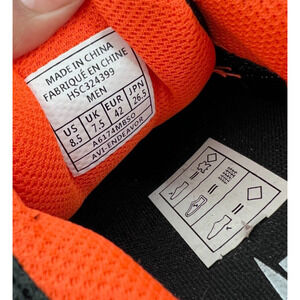 MADE IN CHINA
FABRIQUÉ EN CHINE
HSC324399
MEN
US UK EUR JPN
8.5 7.5 42 26.5
A6174MBSO
AVI-ENDEAVOR